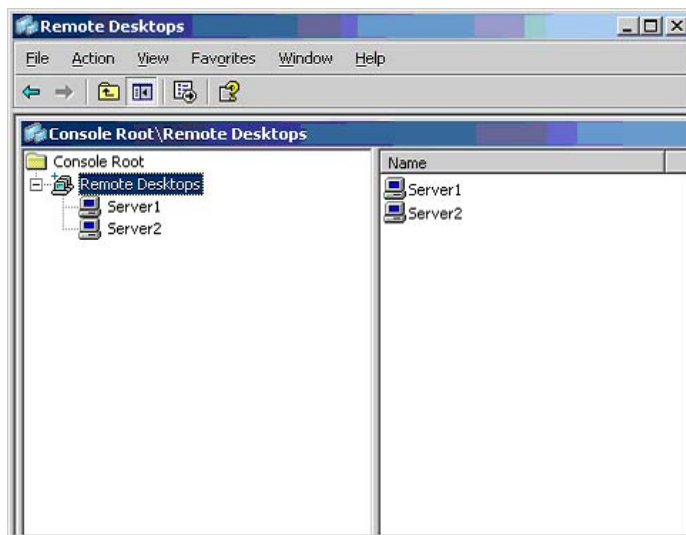 Remote Desktops
File Action View Favorites Window Help
Console Root\Remote Desktops
Console Root
Remote Desktops
Server1
Server2
Name
Server1
Server2